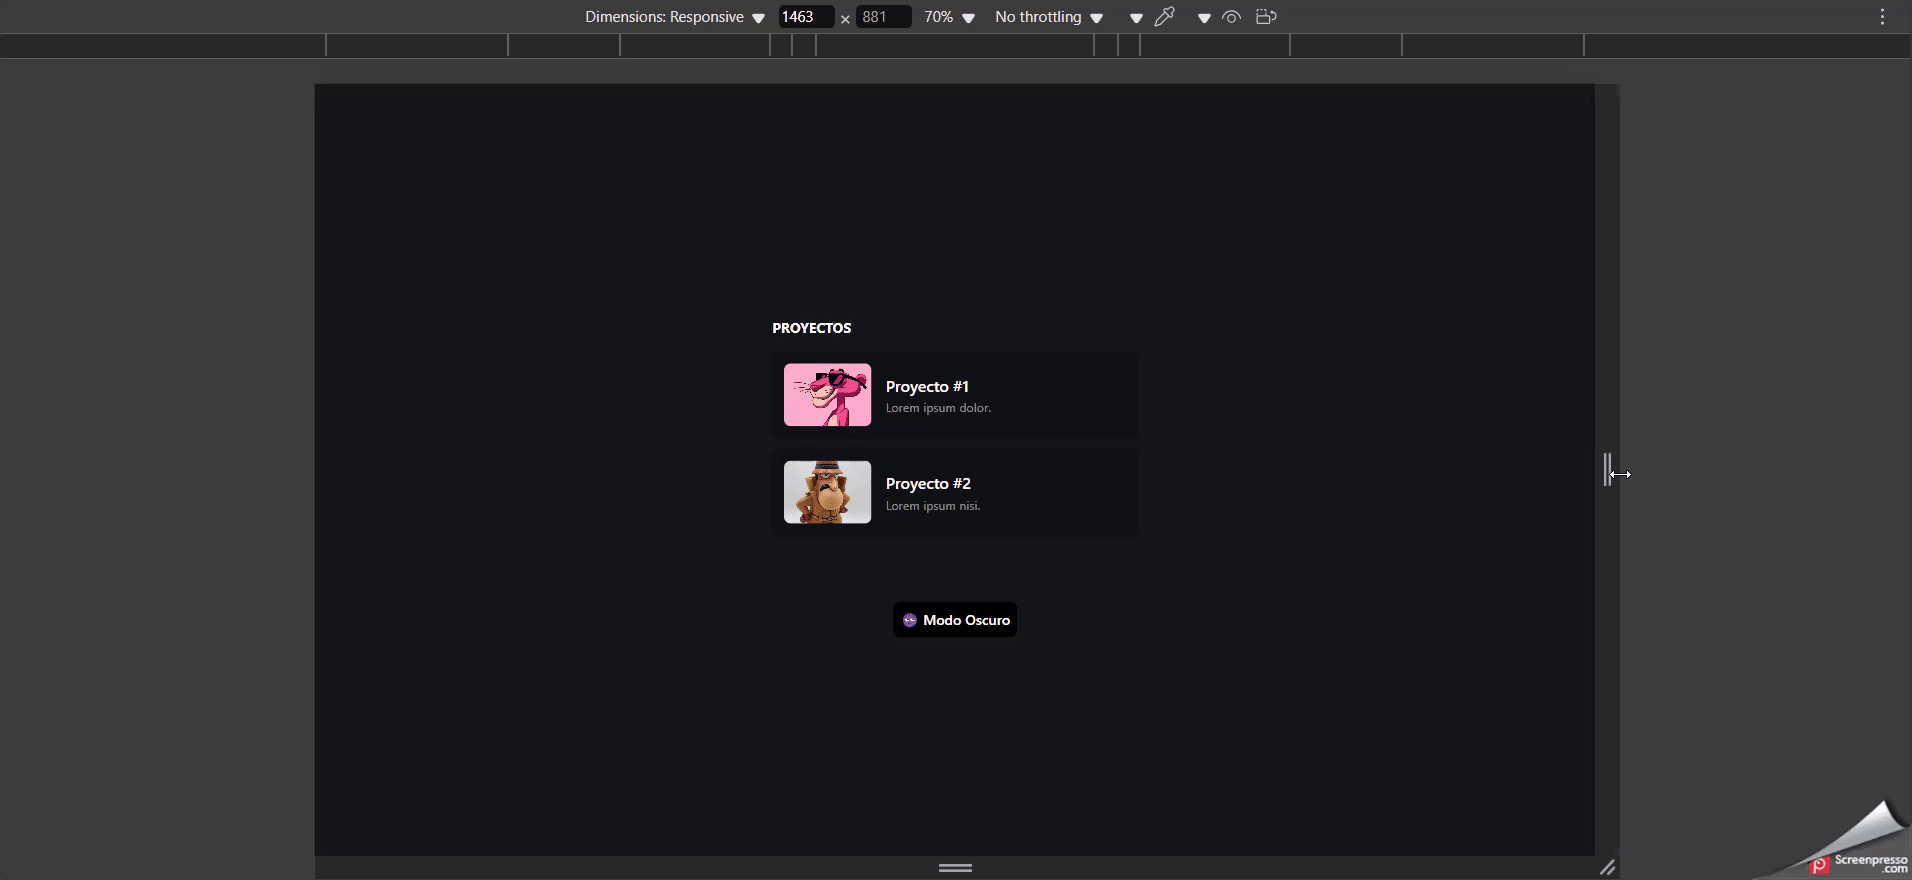 Dimensions: Responsive 1463 × 881 70% No throttling
PROYECTOS
Proyecto #1
Lorem ipsum dolor.
Proyecto #2
Lorem ipsum nisi.
Modo Oscuro
Screenpresso
.com